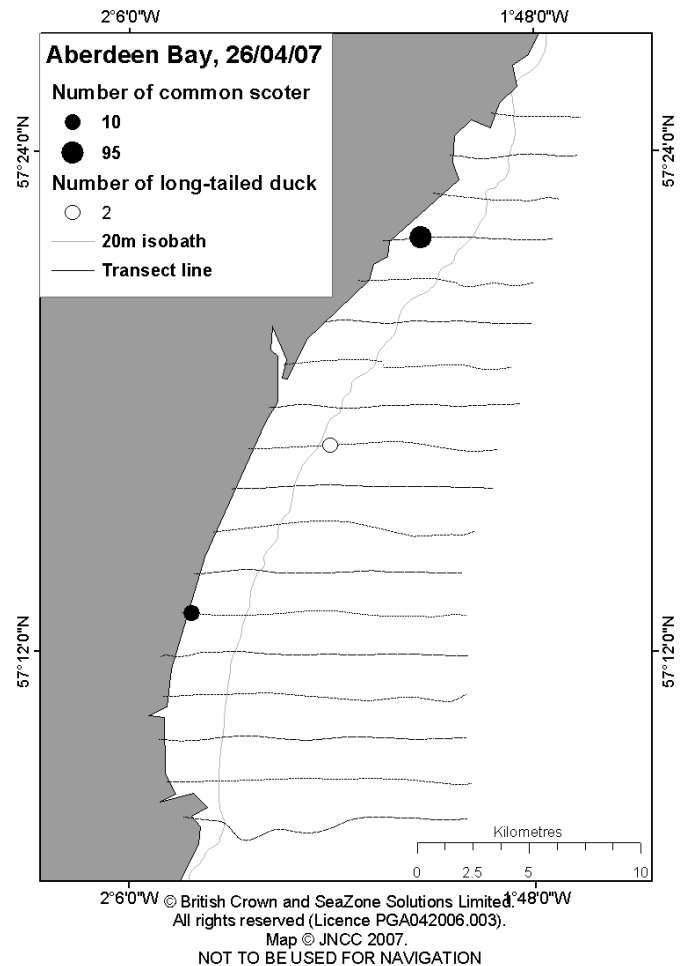 2°6'0"W 1°48'0"W
Aberdeen Bay, 26/04/07
Number of common scoter
10
95
Number of long-tailed duck
2
20m isobath
Transect line
57°24'0"N 57°24'0"N
57°12'0"N 57°12'0"N
Kilometres
0 2.5 5 10
2°6'0"W 1°48'0"W
© British Crown and SeaZone Solutions Limited.
All rights reserved (Licence PGA042006.003).
Map © JNCC 2007.
NOT TO BE USED FOR NAVIGATION